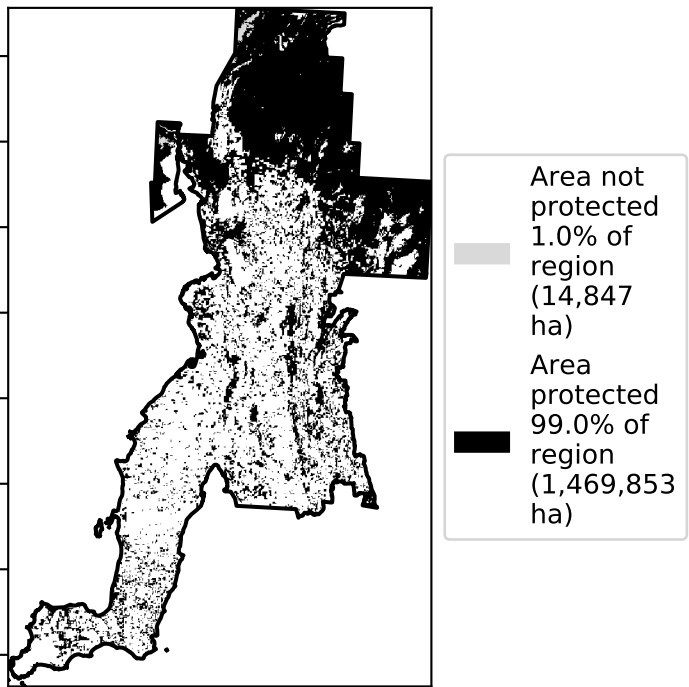 Area not
protected
1.0% of
region
(14,847
ha)
Area
protected
99.0% of
region
(1,469,853
ha)